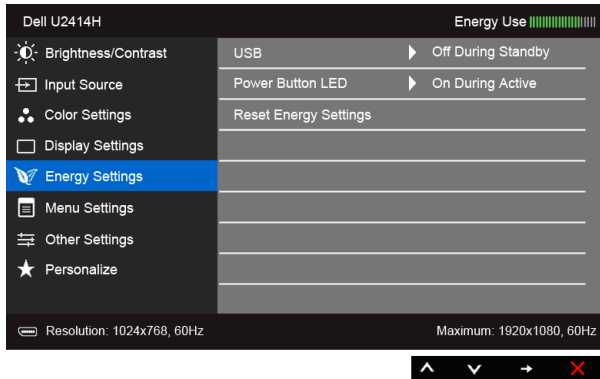 Dell U2414H Energy Use
Brightness/Contrast USB Off During Standby
Input Source Power Button LED On During Active
Color Settings Reset Energy Settings
Display Settings
Energy Settings
Menu Settings
Other Settings
Personalize
Resolution: 1024x768, 60Hz Maximum: 1920x1080, 60Hz